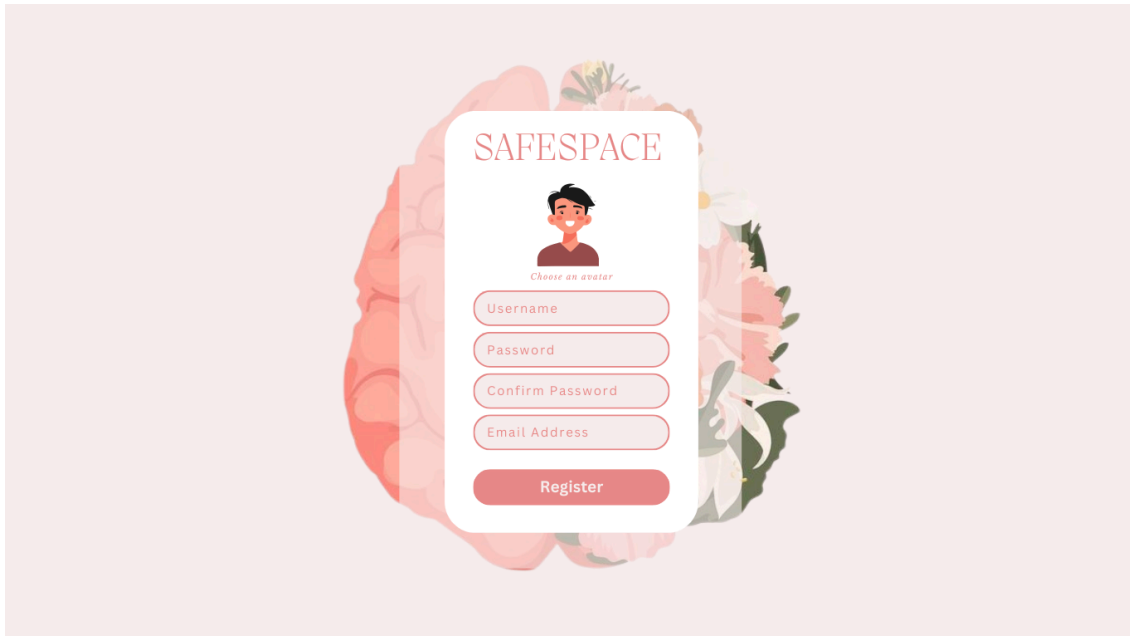 SAFESPACE
Choose an avatar
Username
Password
Confirm Password
Email Address
Register